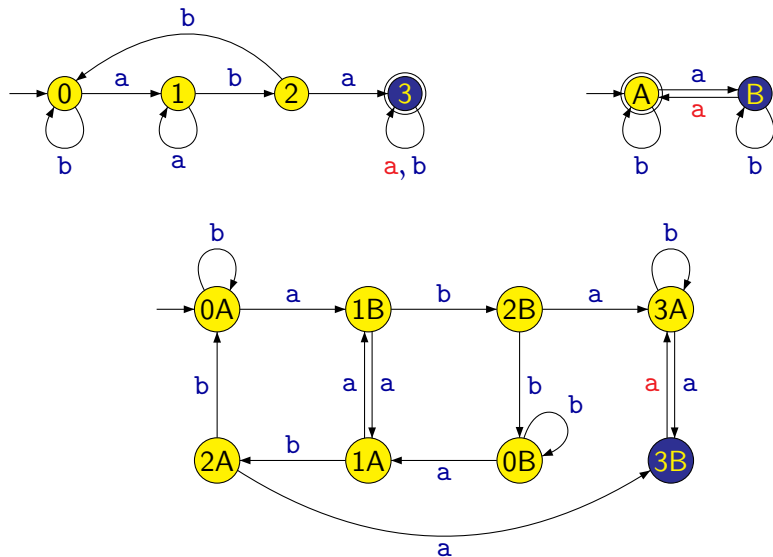 b
a b a a
0 1 2 3 A B
a
b a a, b b b
b b
a b a
0A 1B 2B 3A
b a a b b a a
b a
2A 1A 0B 3B
a